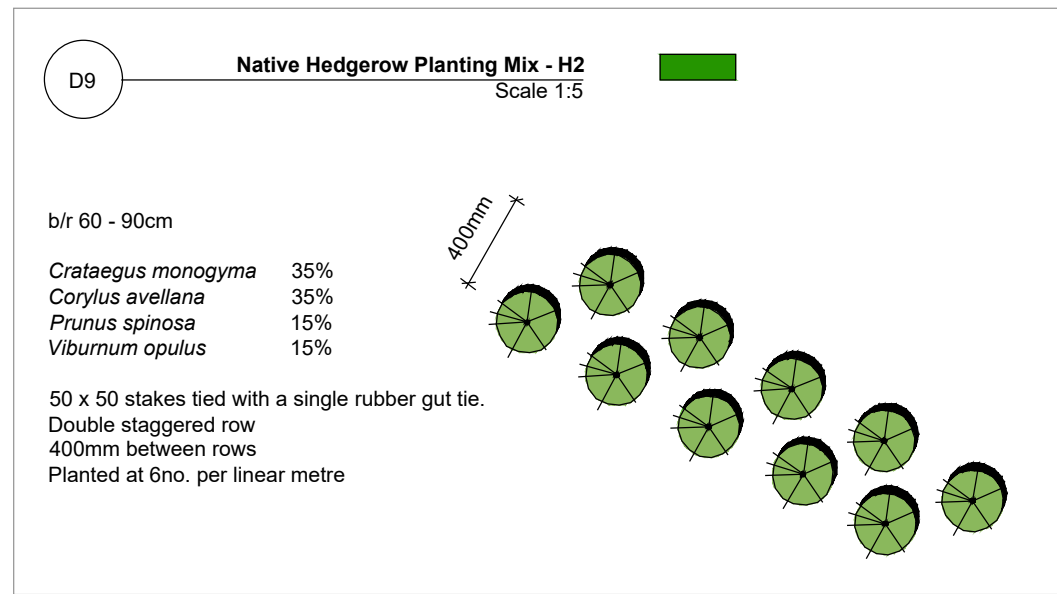 D9
Native Hedgerow Planting Mix - H2
Scale 1:5
b/r 60 - 90cm
400mm
Crataegus monogyma 35%
Corylus avellana 35%
Prunus spinosa 15%
Viburnum opulus 15%
50 x 50 stakes tied with a single rubber gut tie.
Double staggered row
400mm between rows
Planted at 6no. per linear metre